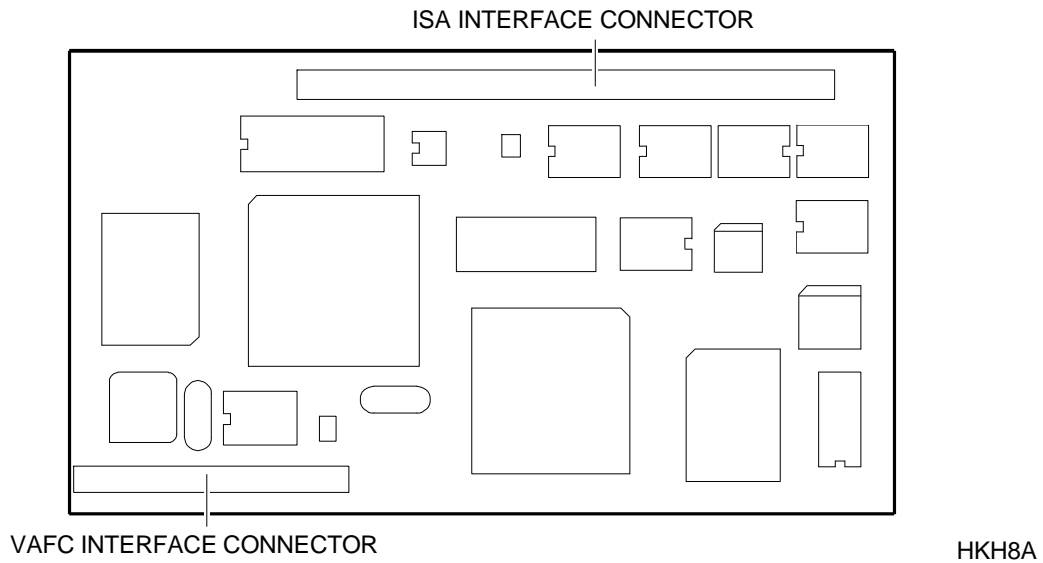 ISA INTERFACE CONNECTOR
VAFC INTERFACE CONNECTOR
HKH8A